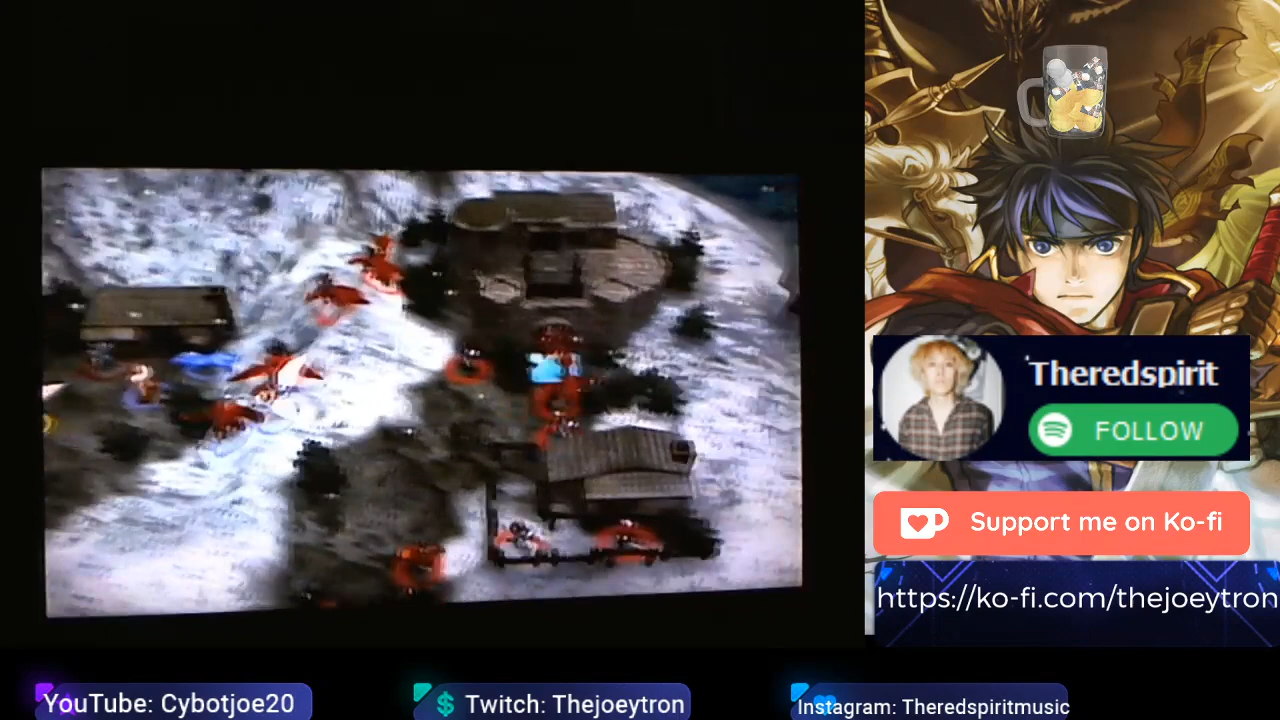 Theredspirit
FOLLOW
Support me on Ko-fi
https://ko-fi.com/thejoeytron
YouTube: Cybotjoe20
$ Twitch: Thejoeytron
Instagram: Theredspiritmusic